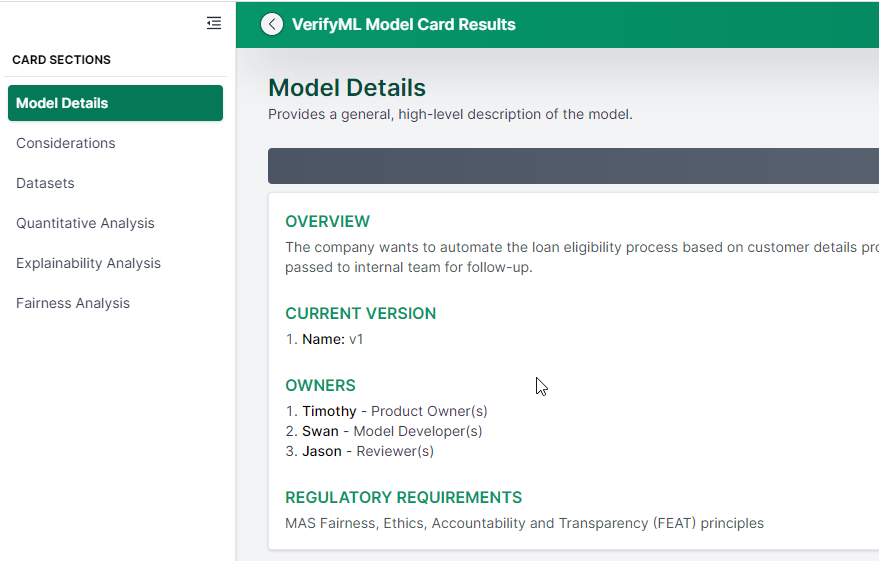 VerifyML Model Card Results
CARD SECTIONS
Model Details
Considerations
Datasets
Quantitative Analysis
Explainability Analysis
Fairness Analysis
Model Details
Provides a general, high-level description of the model.
OVERVIEW
The company wants to automate the loan eligibility process based on customer details
passed to internal team for follow-up.
CURRENT VERSION
1. Name: v1
OWNERS
1. Timothy - Product Owner(s)
2. Swan - Model Developer(s)
3. Jason - Reviewer(s)
REGULATORY REQUIREMENTS
MAS Fairness, Ethics, Accountability and Transparency (FEAT) principles